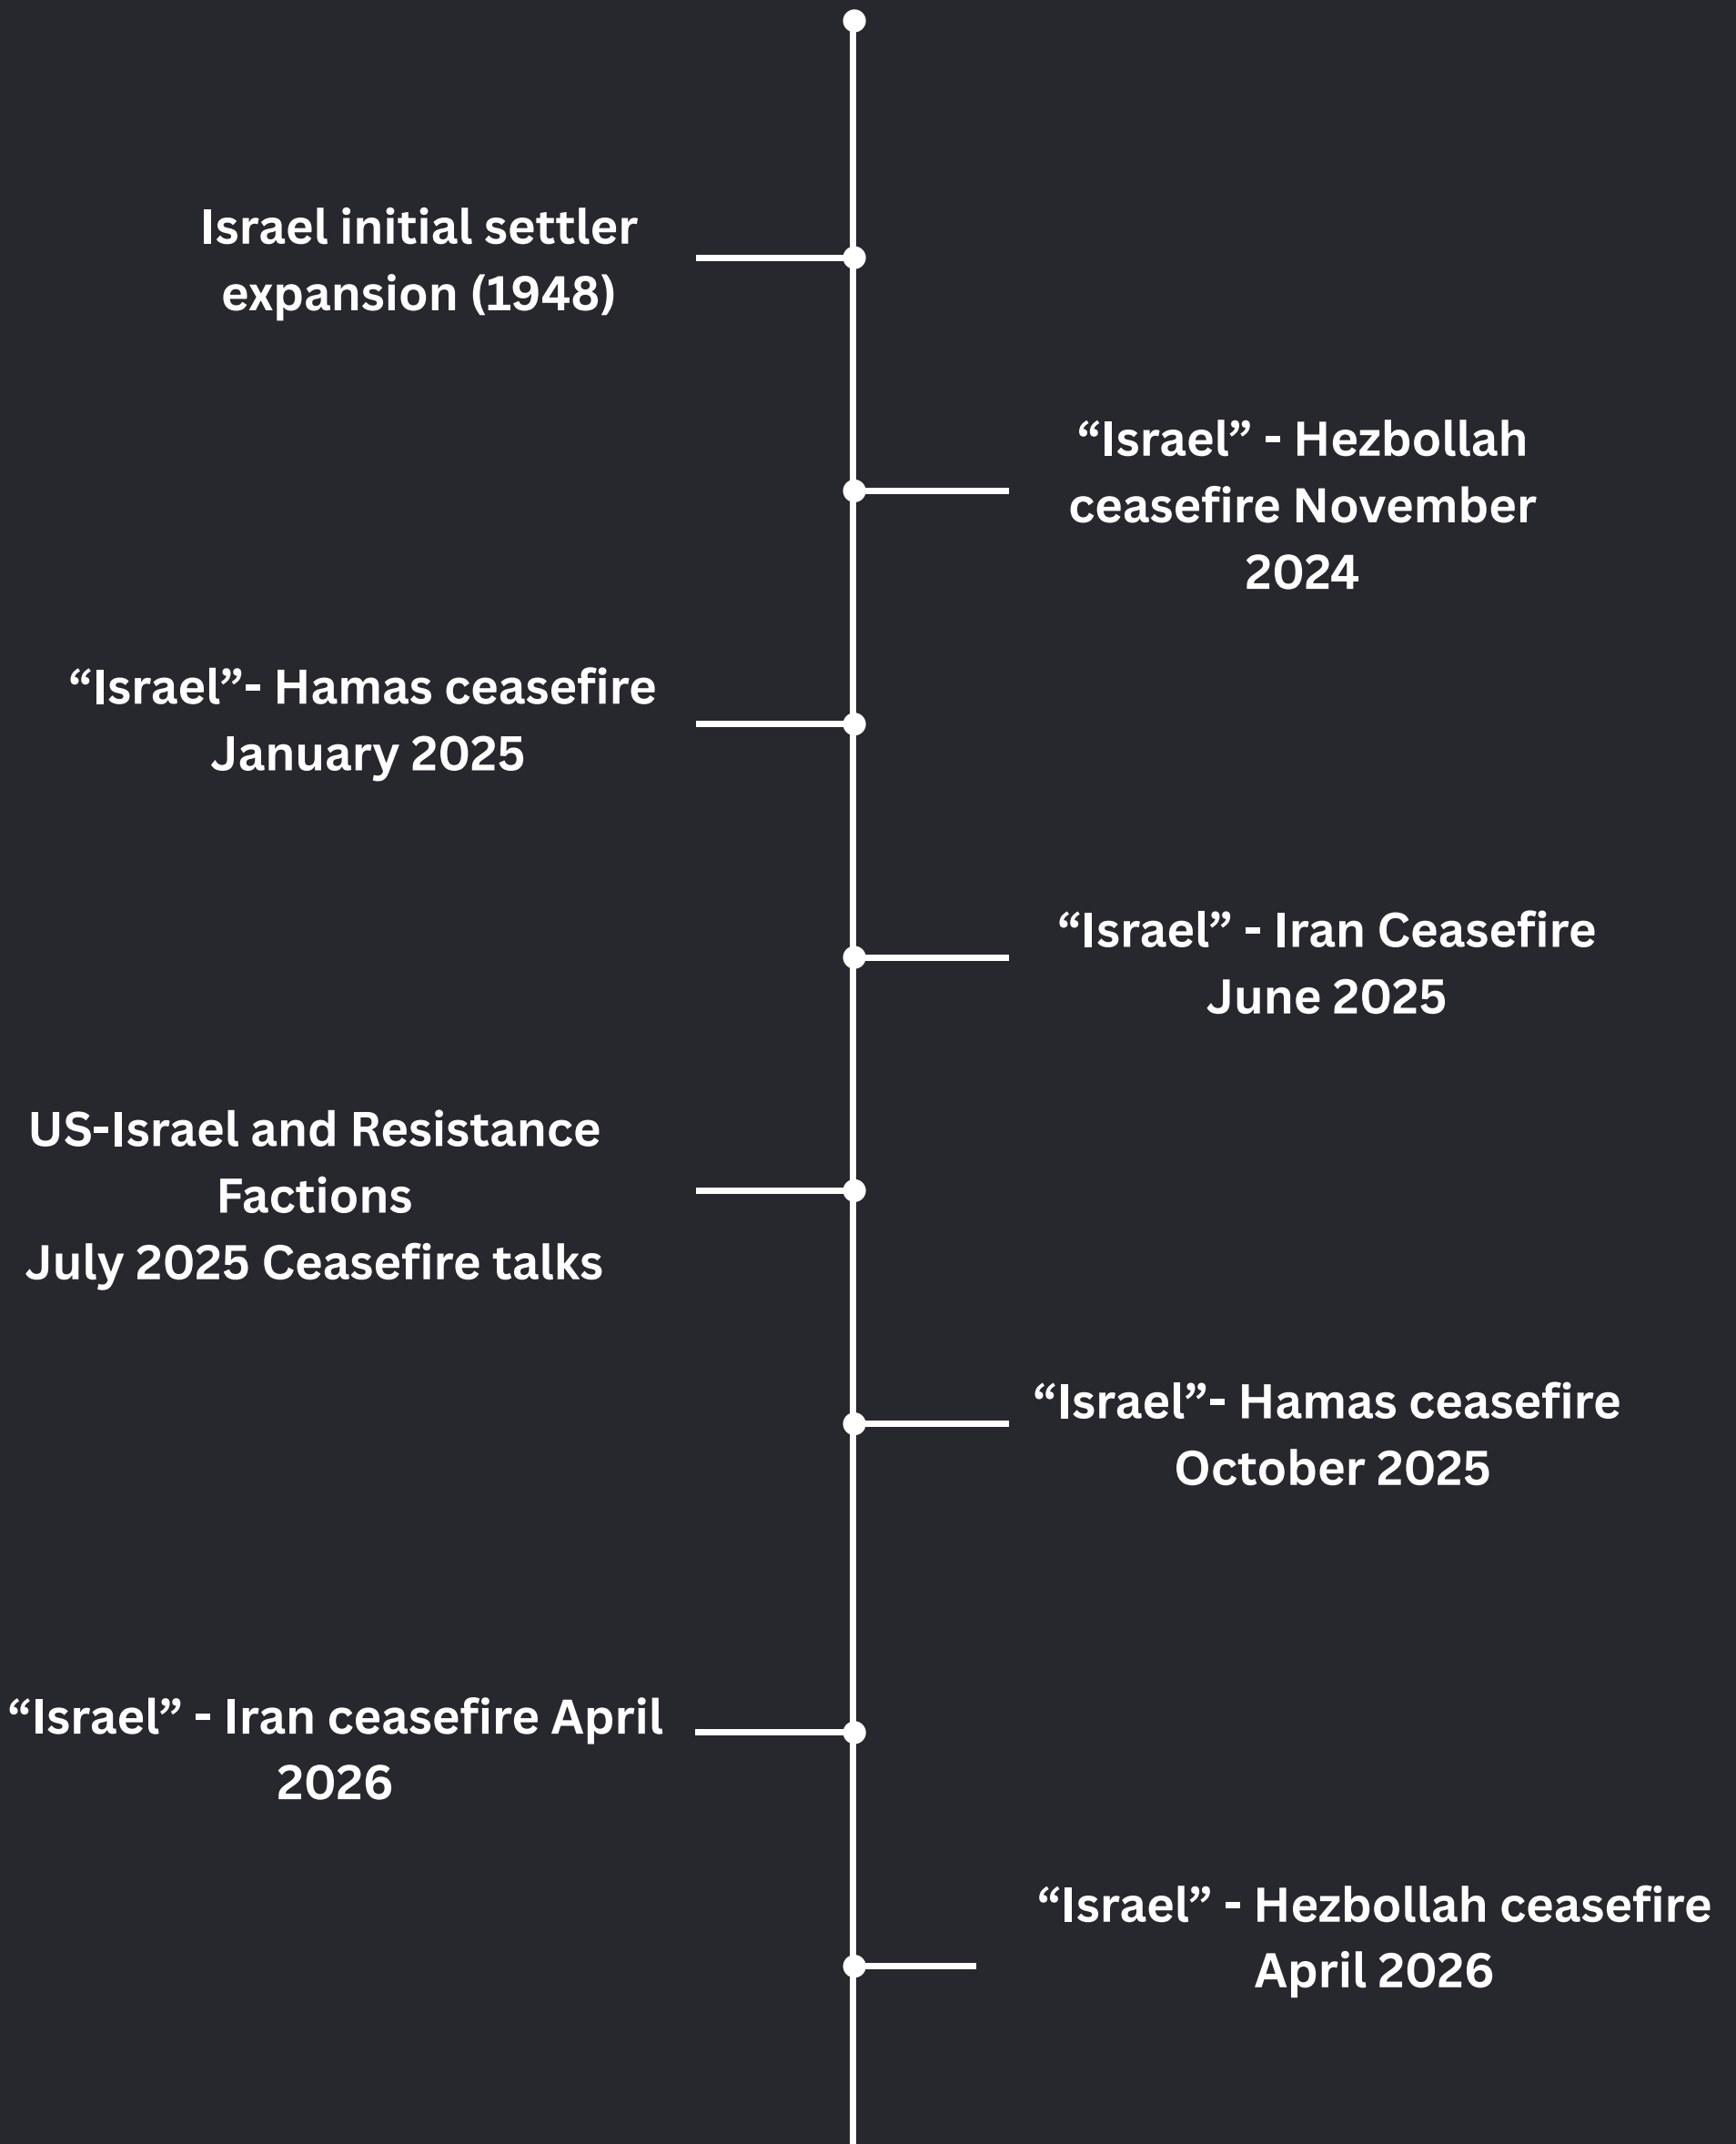 Israel initial settler
expansion (1948)
“Israel” - Hezbollah
ceasefire November
2024
“Israel”- Hamas ceasefire
January 2025
“Israel” - Iran Ceasefire
June 2025
US-Israel and Resistance
Factions
July 2025 Ceasefire talks
“Israel”- Hamas ceasefire
October 2025
“Israel” - Iran ceasefire April
2026
“Israel” - Hezbollah ceasefire
April 2026